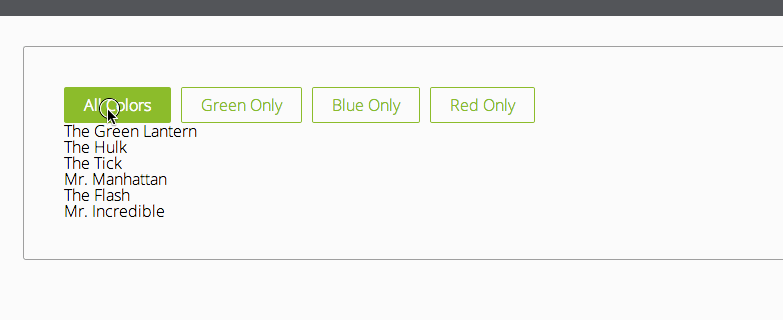 All Colors Green Only Blue Only Red Only
The Green Lantern
The Hulk
The Tick
Mr. Manhattan
The Flash
Mr. Incredible